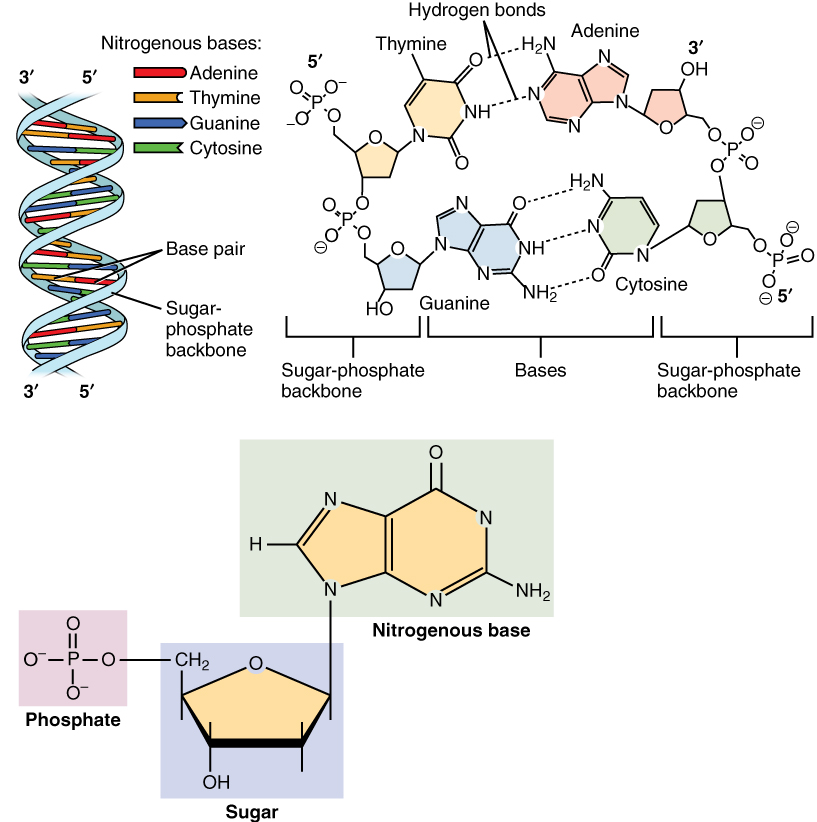 Hydrogen bonds
Nitrogenous bases:
Adenine
Thymine
Guanine
Cytosine
3′ 5′
Base pair
Sugar-
phosphate
backbone
3′ 5′
5′
Thymine
Adenine
3′
O
H₂N
N
OH
O
O⁻
P
⁻O
O
NH
N
N
N
O
N
O
O
N
O
O
P
O
O
⊖
O
O
P
O
⊖
O
H₂N
N
O
N
NH
N
O
N
N
N
NH₂
O
O
O
O⊖
P
O
O
⊖
5′
HO
Guanine
Cytosine
Sugar-phosphate
backbone
Bases
Sugar-phosphate
backbone
O
N
N
H
N
N
NH₂
Nitrogenous base
O
O⁻
P
O
CH₂
O
O⁻
Phosphate
OH
Sugar